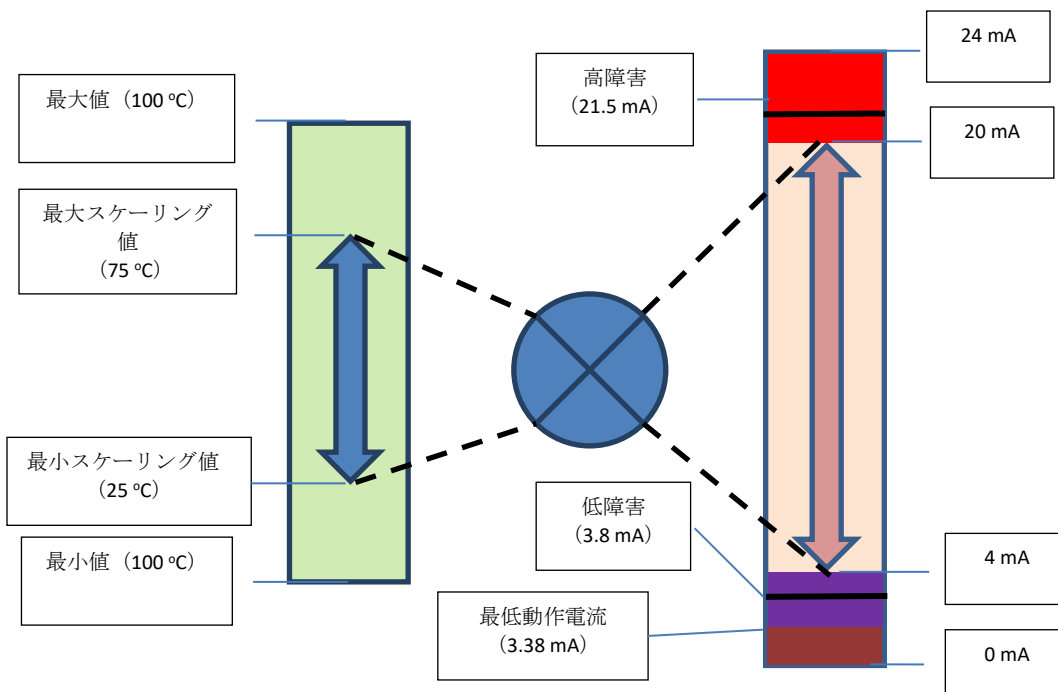 最大値（100 ºC）
最大スケーリング
値
（75 ºC）
最小スケーリング値
（25 ºC）
最小値（100 ºC）
高障害
（21.5 mA）
24 mA
20 mA
低障害
（3.8 mA）
最低動作電流
（3.38 mA）
4 mA
0 mA